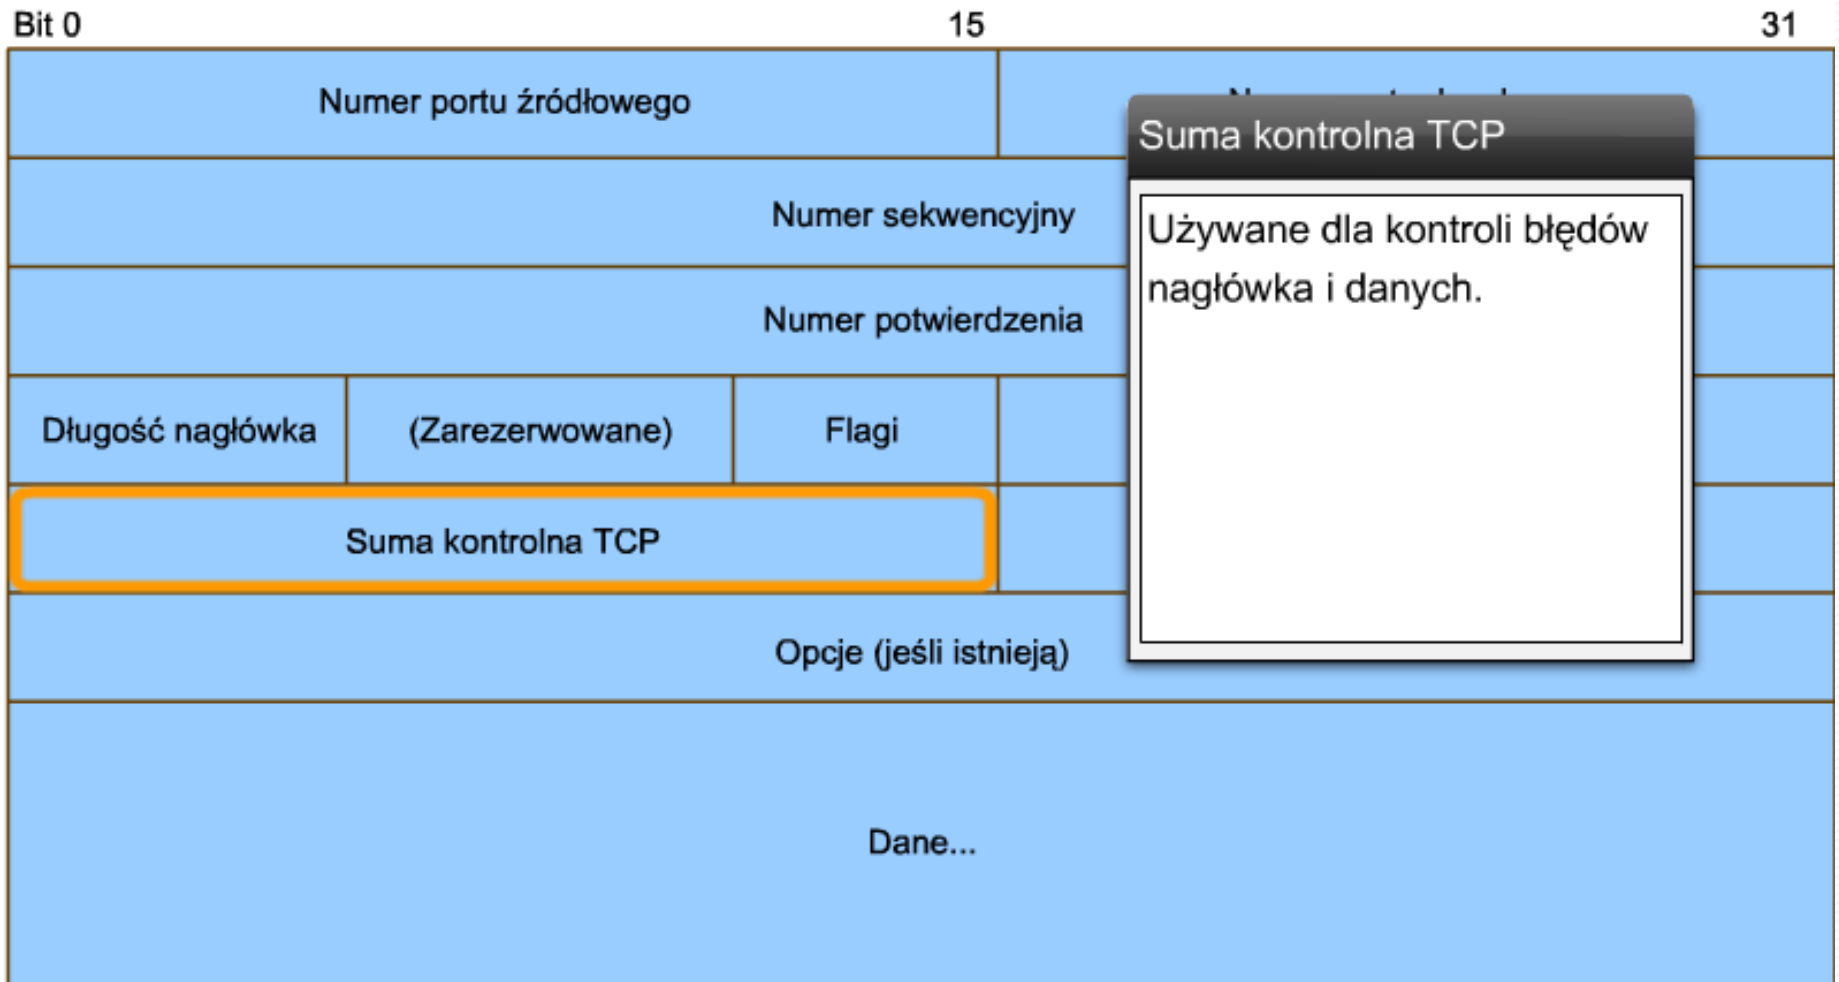 Bit 0 15 31
Numer portu źródłowego
Suma kontrolna TCP
Używane dla kontroli błędów
nagłówka i danych.
Numer sekwencyjny
Numer potwierdzenia
Długość nagłówka (Zarezerwowane) Flagi
Suma kontrolna TCP
Opcje (jeśli istnieją)
Dane...